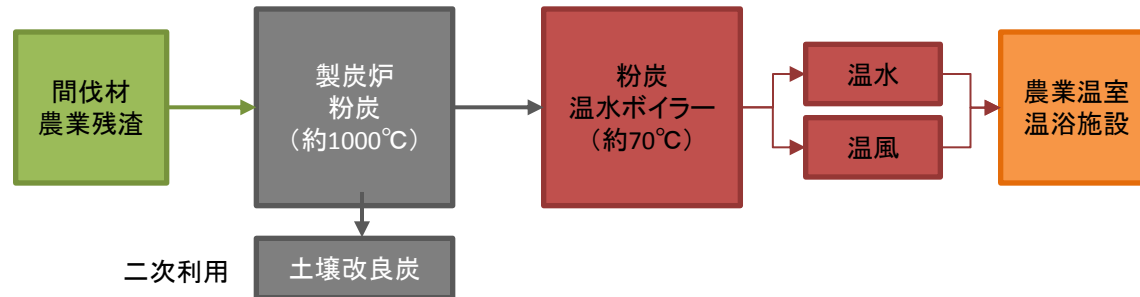 間伐材
農業残渣
製炭炉
粉炭
（約1000℃）
粉炭
温水ボイラー
（約70℃）
温水
温風
農業温室
温浴施設
二次利用
土壌改良炭